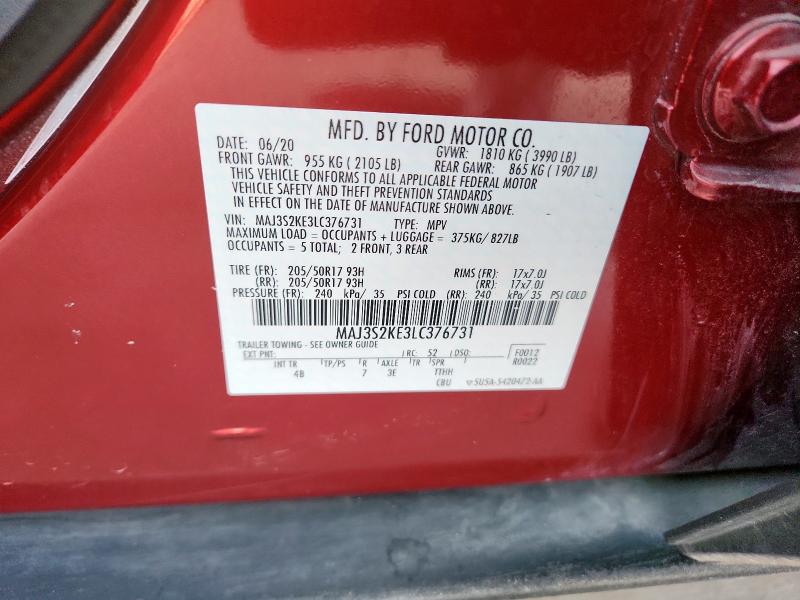 MFD. BY FORD MOTOR CO.
DATE: 06/20 GVWR: 1810 KG ( 3990 LB)
FRONT GAWR: 955 KG ( 2105 LB) REAR GAWR: 865 KG ( 1907 LB)
THIS VEHICLE CONFORMS TO ALL APPLICABLE FEDERAL MOTOR
VEHICLE SAFETY AND THEFT PREVENTION STANDARDS
IN EFFECT ON THE DATE OF MANUFACTURE SHOWN ABOVE.
VIN: MAJ3S2KE3LC376731 TYPE: MPV
MAXIMUM LOAD = OCCUPANTS + LUGGAGE = 375KG/ 827LB
OCCUPANTS = 5 TOTAL; 2 FRONT, 3 REAR
TIRE (FR): 205/50R17 93H RIMS (FR): 17x7.0J
(RR): 205/50R17 93H (RR): 17x7.0J
PRESSURE (FR): 240 kPa/ 35 PSI COLD (RR): 240 kPa/ 35 PSI COLD
MAJ3S2KE3LC376731
TRAILER TOWING - SEE OWNER GUIDE
EXT PNT: RC: 52 DSO: F0012
R0022
INT TR TP/PS R AXLE TR SPR
4B 7 3E TTHH
CBU SU5A-5420472-AA